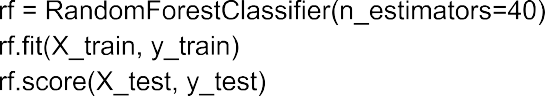 rf = RandomForestClassifier(n_estimators=40)
rf.fit(X_train, y_train)
rf.score(X_test, y_test)